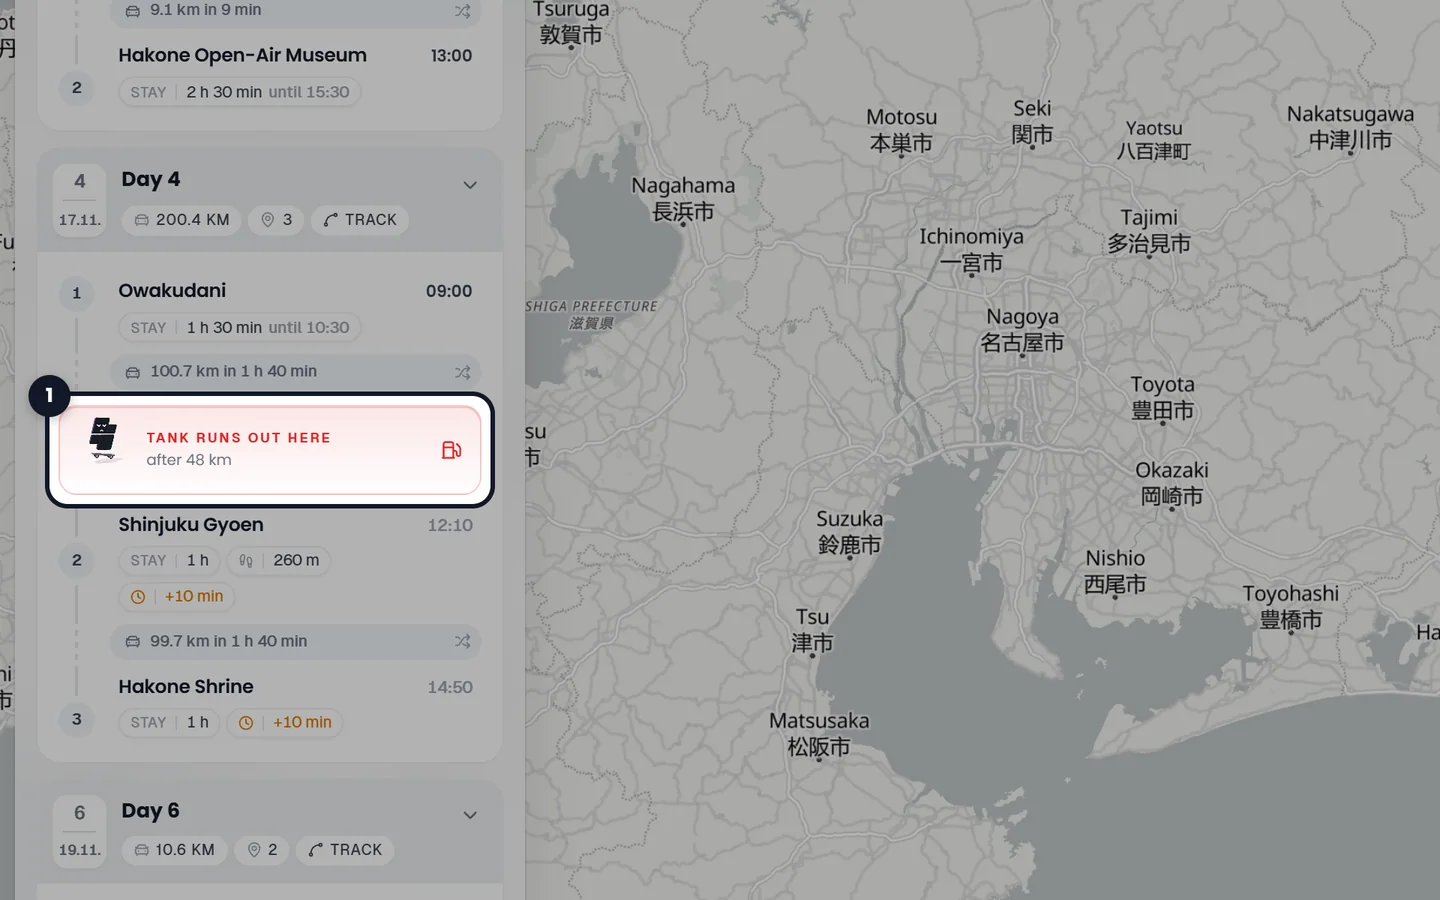 9.1 km in 9 min
Hakone Open-Air Museum 13:00
2
STAY 2 h 30 min until 15:30
4
17.11.
Day 4
200.4 KM 3 TRACK
1
Owakudani 09:00
STAY 1 h 30 min until 10:30
100.7 km in 1 h 40 min
1
TANK RUNS OUT HERE
after 48 km
Shinjuku Gyoen 12:10
2
STAY 1 h 260 m
+10 min
99.7 km in 1 h 40 min
Hakone Shrine 14:50
3
STAY 1 h +10 min
6
19.11.
Day 6
10.6 KM 2 TRACK
Tsuruga
敦賀市
Motosu
本巣市
Seki
関市
Yaotsu
八百津町
Nakatsugawa
中津川市
Nagahama
長浜市
Ichinomiya
一宮市
Tajimi
多治見市
SHIGA PREFECTURE
滋賀県
Nagoya
名古屋市
Toyota
豊田市
su
市
Okazaki
岡崎市
Suzuka
鈴鹿市
Nishio
西尾市
Toyohashi
豊橋市
Tsu
津市
Ha
Matsusaka
松阪市